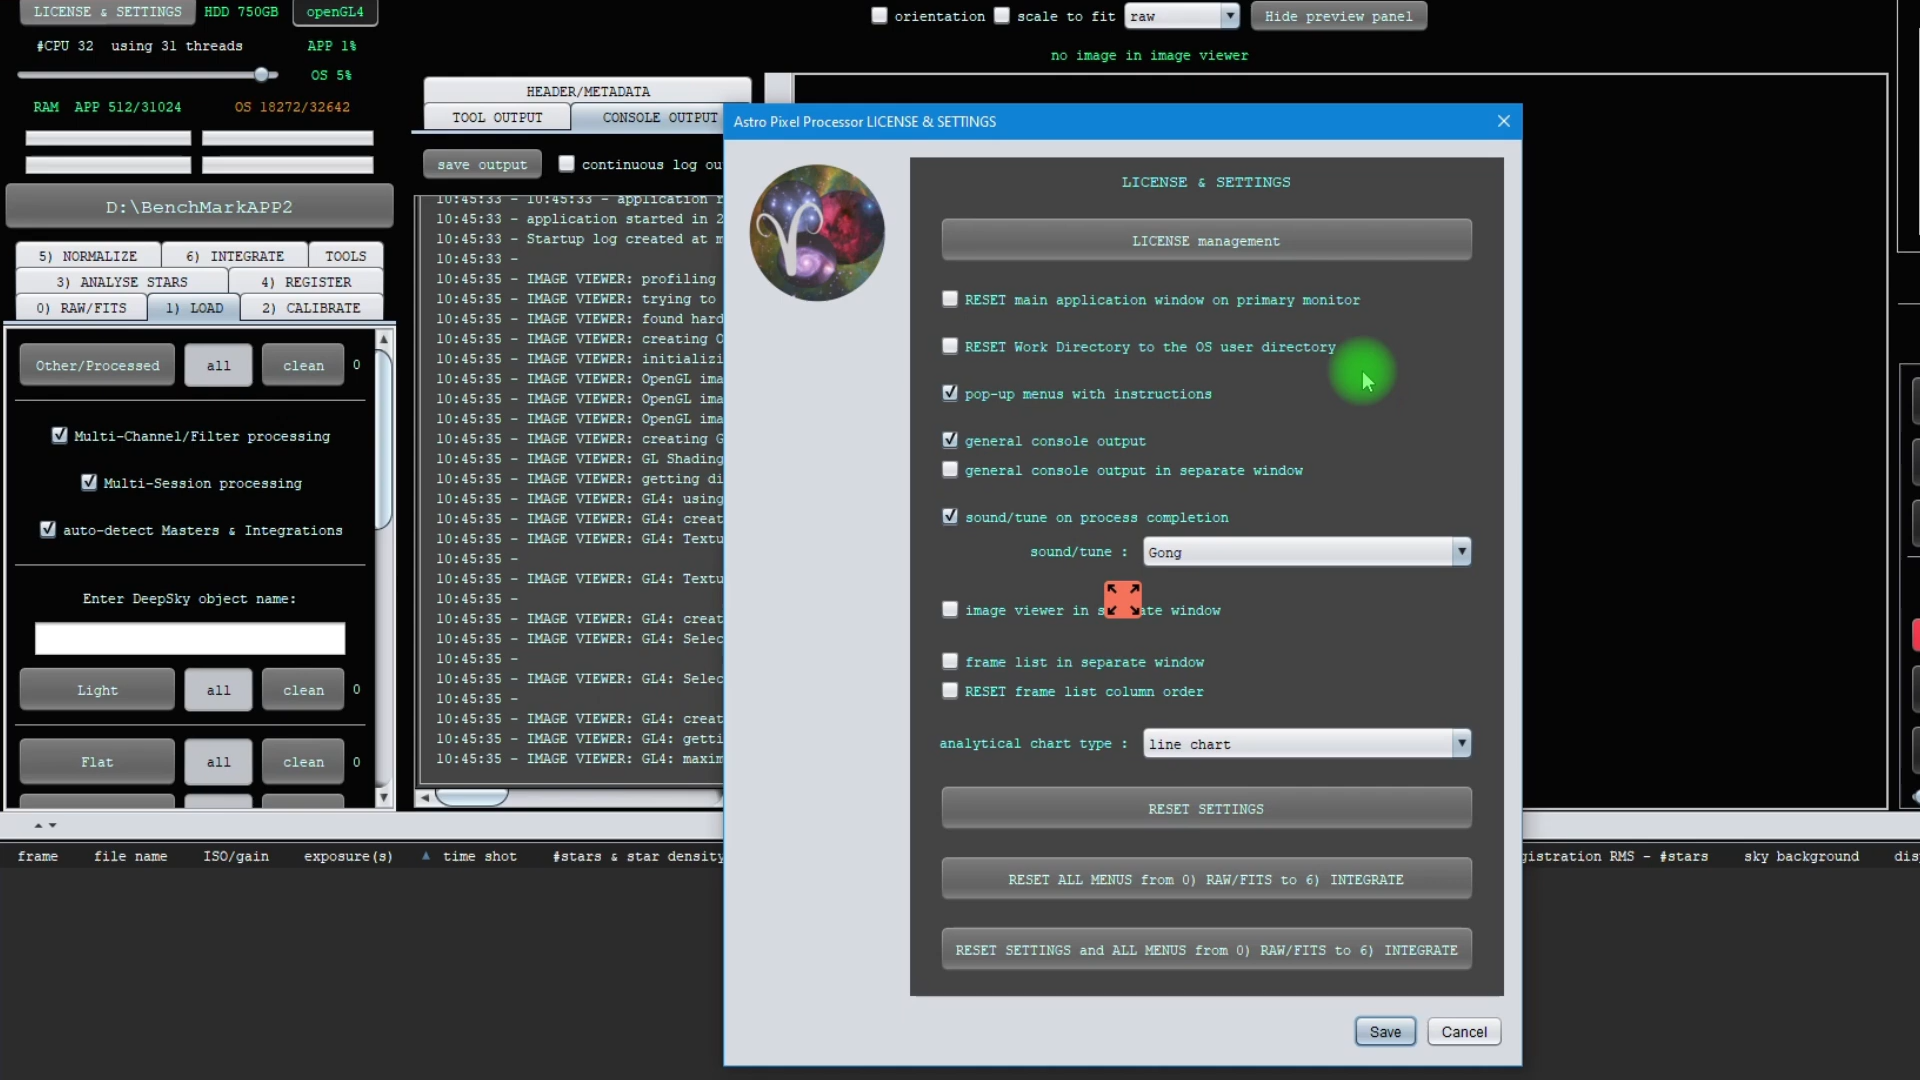 LICENSE & SETTINGS HDD 750GB openGL4
#CPU 32 using 31 threads APP 1%
OS 5%
RAM APP 512/31024 OS 18272/32642
D:\BenchMarkAPP2
5) NORMALIZE 6) INTEGRATE TOOLS
3) ANALYSE STARS 4) REGISTER
0) RAW/FITS 1) LOAD 2) CALIBRATE
Other/Processed all clean 0
Multi-Channel/Filter processing
Multi-Session processing
auto-detect Masters & Integrations
Enter DeepSky object name:
Light all clean 0
Flat all clean 0
orientation scale to fit raw Hide preview panel
no image in image viewer
HEADER/METADATA
TOOL OUTPUT CONSOLE OUTPUT
save output continuous log ou
10:45:33 - 10:45:33 - application r
10:45:33 - application started in 2
10:45:33 - Startup log created at m
10:45:33 -
10:45:35 - IMAGE VIEWER: profiling
10:45:35 - IMAGE VIEWER: trying to
10:45:35 - IMAGE VIEWER: found hard
10:45:35 - IMAGE VIEWER: creating O
10:45:35 - IMAGE VIEWER: initializi
10:45:35 - IMAGE VIEWER: OpenGL ima
10:45:35 - IMAGE VIEWER: OpenGL ima
10:45:35 - IMAGE VIEWER: OpenGL ima
10:45:35 - IMAGE VIEWER: creating G
10:45:35 - IMAGE VIEWER: GL Shading
10:45:35 - IMAGE VIEWER: getting di
10:45:35 - IMAGE VIEWER: GL4: using
10:45:35 - IMAGE VIEWER: GL4: creat
10:45:35 - IMAGE VIEWER: GL4: Textu
10:45:35 -
10:45:35 - IMAGE VIEWER: GL4: Textu
10:45:35 -
10:45:35 - IMAGE VIEWER: GL4: creat
10:45:35 - IMAGE VIEWER: GL4: Selec
10:45:35 -
10:45:35 - IMAGE VIEWER: GL4: Selec
10:45:35 -
10:45:35 - IMAGE VIEWER: GL4: creat
10:45:35 - IMAGE VIEWER: GL4: getti
10:45:35 - IMAGE VIEWER: GL4: maxim
Astro Pixel Processor LICENSE & SETTINGS
LICENSE & SETTINGS
LICENSE management
RESET main application window on primary monitor
RESET Work Directory to the OS user directory
pop-up menus with instructions
general console output
general console output in separate window
sound/tune on process completion
sound/tune : Gong
image viewer in s ate window
frame list in separate window
RESET frame list column order
analytical chart type : line chart
RESET SETTINGS
RESET ALL MENUS from 0) RAW/FITS to 6) INTEGRATE
RESET SETTINGS and ALL MENUS from 0) RAW/FITS to 6) INTEGRATE
Save Cancel
frame file name ISO/gain exposure(s) time shot #stars & star density gistration RMS - #stars sky background dis